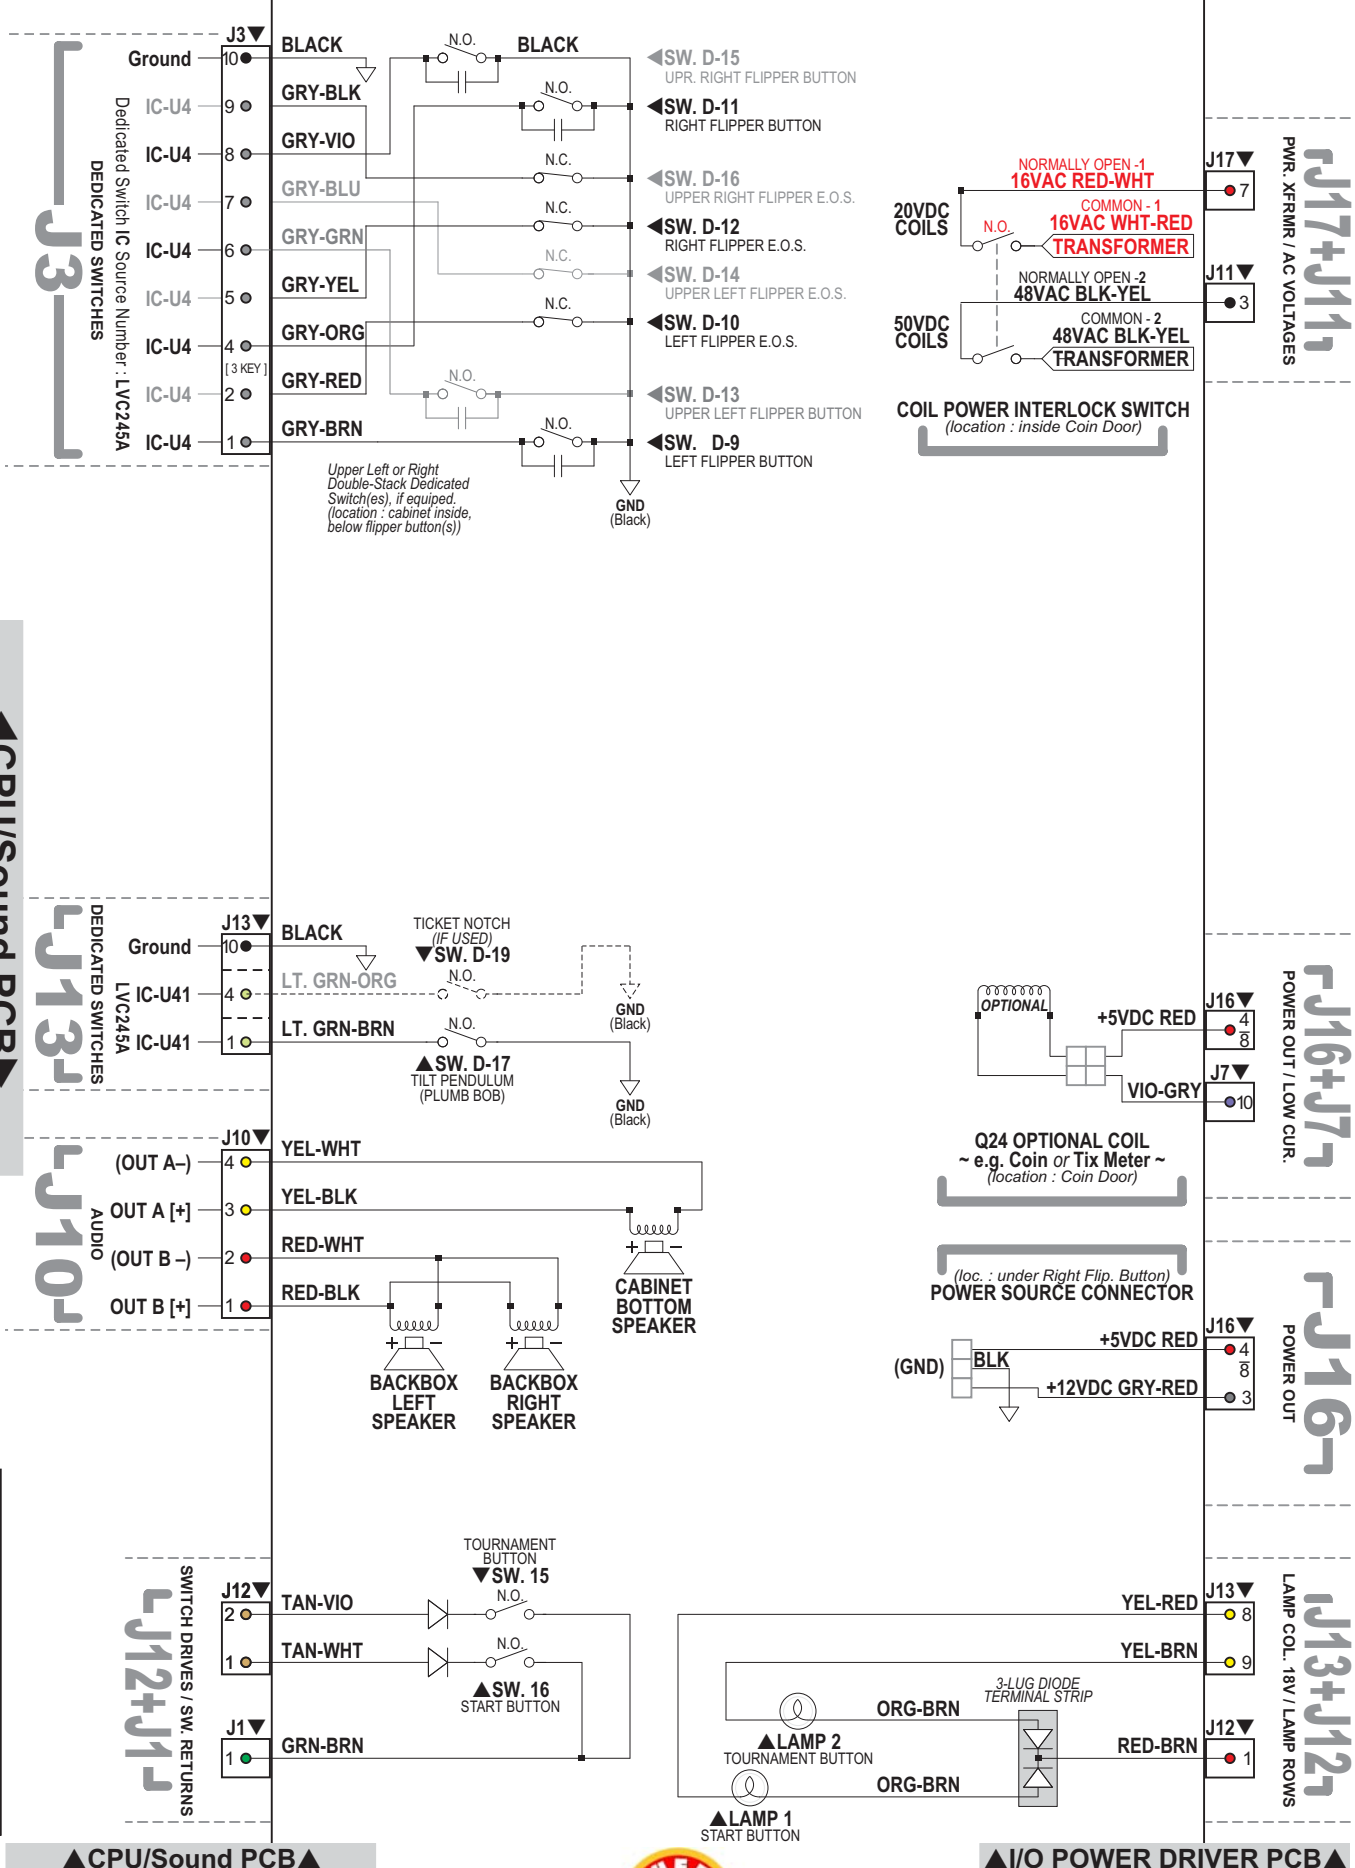 J3▼
J3
DEDICATED SWITCHES
Dedicated Switch IC Source Number : LVC245A
Ground 10 BLACK
IC-U4 9 GRY-BLK
IC-U4 8 GRY-VIO
IC-U4 7 GRY-BLU
IC-U4 6 GRY-GRN
IC-U4 5 GRY-YEL
IC-U4 4 GRY-ORG
[ 3 KEY ]
IC-U4 2 GRY-RED
IC-U4 1 GRY-BRN
N.O. BLACK
◀SW. D-15
UPR. RIGHT FLIPPER BUTTON
N.O.
◀SW. D-11
RIGHT FLIPPER BUTTON
N.C.
◀SW. D-16
UPPER RIGHT FLIPPER E.O.S.
N.C.
◀SW. D-12
RIGHT FLIPPER E.O.S.
N.C.
◀SW. D-14
UPPER LEFT FLIPPER E.O.S.
N.C.
◀SW. D-10
LEFT FLIPPER E.O.S.
N.O.
◀SW. D-13
UPPER LEFT FLIPPER BUTTON
N.O.
◀SW. D-9
LEFT FLIPPER BUTTON
GND
(Black)
Upper Left or Right
Double-Stack Dedicated
Switch(es), if equiped.
(location : cabinet inside,
below flipper button(s))
J17▼
7
NORMALLY OPEN -1
16VAC RED-WHT
COMMON - 1
16VAC WHT-RED
TRANSFORMER
20VDC
COILS
N.O.
J11▼
3
NORMALLY OPEN -2
48VAC BLK-YEL
COMMON - 2
48VAC BLK-YEL
TRANSFORMER
50VDC
COILS
COIL POWER INTERLOCK SWITCH
(location : inside Coin Door)
PWR. XFRMR / AC VOLTAGES
J17+J11
◀CPU/Sound PCB▶
J13
DEDICATED SWITCHES
LVC245A
J13▼
Ground 10 BLACK
IC-U41 4 LT. GRN-ORG
IC-U41 1 LT. GRN-BRN
TICKET NOTCH
(IF USED)
▼SW. D-19
N.O.
GND
(Black)
N.O.
▲SW. D-17
TILT PENDULUM
(PLUMB BOB)
GND
(Black)
OPTIONAL
+5VDC RED
J16▼
4
8
J7▼
VIO-GRY
10
Q24 OPTIONAL COIL
~ e.g. Coin or Tix Meter ~
(location : Coin Door)
POWER OUT / LOW CUR.
J16+J7
J10
AUDIO
J10▼
(OUT A–) 4 YEL-WHT
OUT A [+] 3 YEL-BLK
(OUT B –) 2 RED-WHT
OUT B [+] 1 RED-BLK
+ –
CABINET
BOTTOM
SPEAKER
+ –
BACKBOX
LEFT
SPEAKER
+ –
BACKBOX
RIGHT
SPEAKER
(loc. : under Right Flip. Button)
POWER SOURCE CONNECTOR
J16▼
+5VDC RED
4
8
(GND) BLK
+12VDC GRY-RED
3
POWER OUT
J16
J12+J1
SWITCH DRIVES / SW. RETURNS
J12▼
2 TAN-VIO
1 TAN-WHT
J1▼
1 GRN-BRN
TOURNAMENT
BUTTON
▼SW. 15
N.O.
N.O.
▲SW. 16
START BUTTON
YEL-RED
J13▼
8
YEL-BRN
9
3-LUG DIODE
TERMINAL STRIP
ORG-BRN
▲LAMP 2
TOURNAMENT BUTTON
ORG-BRN
▲LAMP 1
START BUTTON
RED-BRN
J12▼
1
LAMP COL. 18V / LAMP ROWS
J13+J12
▲CPU/Sound PCB▲
▲I/O POWER DRIVER PCB▲